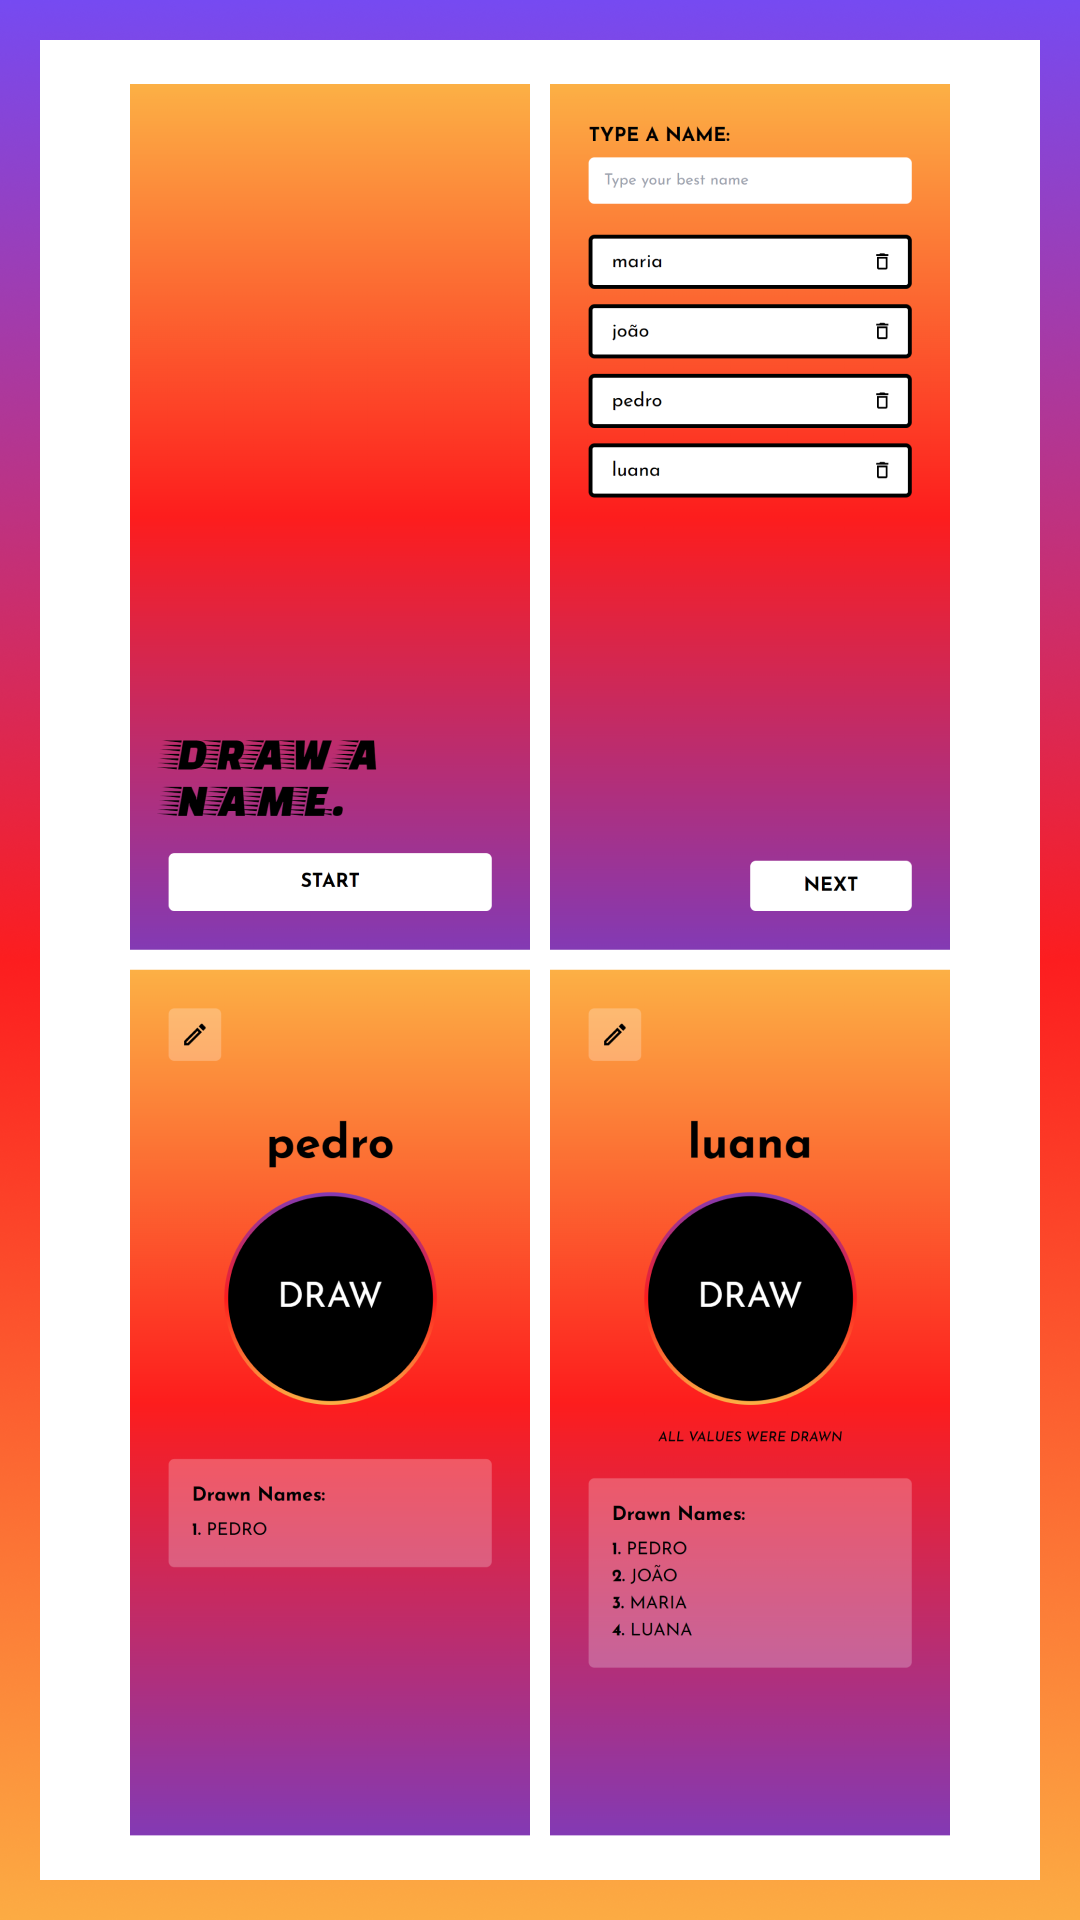 DRAW A
NAME.
START
TYPE A NAME:
Type your best name
maria
joão
pedro
luana
NEXT
pedro
DRAW
Drawn Names:
1. PEDRO
luana
DRAW
ALL VALUES WERE DRAWN
Drawn Names:
1. PEDRO
2. JOÃO
3. MARIA
4. LUANA